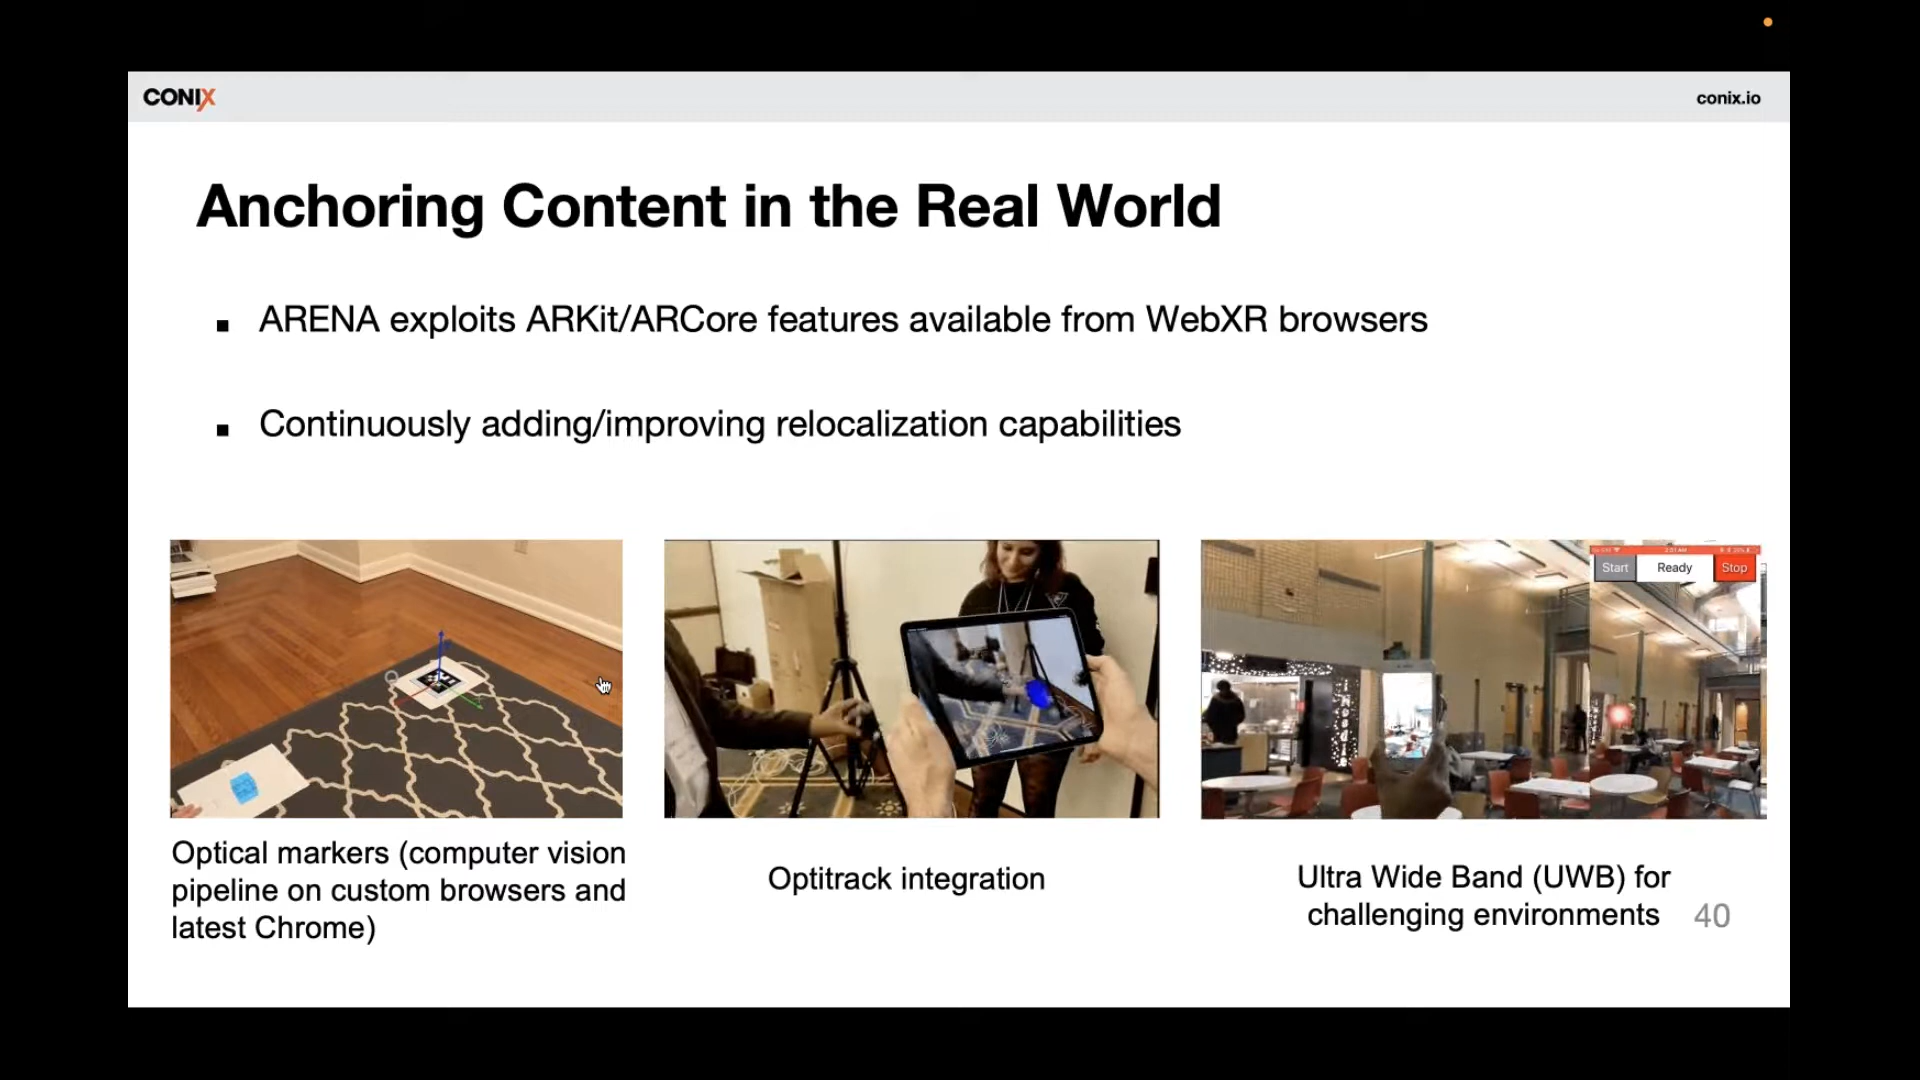 CONIX
conix.io
Anchoring Content in the Real World
ARENA exploits ARKit/ARCore features available from WebXR browsers
Continuously adding/improving relocalization capabilities
Start
Ready
Stop
Optical markers (computer vision
pipeline on custom browsers and
latest Chrome)
Optitrack integration
Ultra Wide Band (UWB) for
challenging environments
40